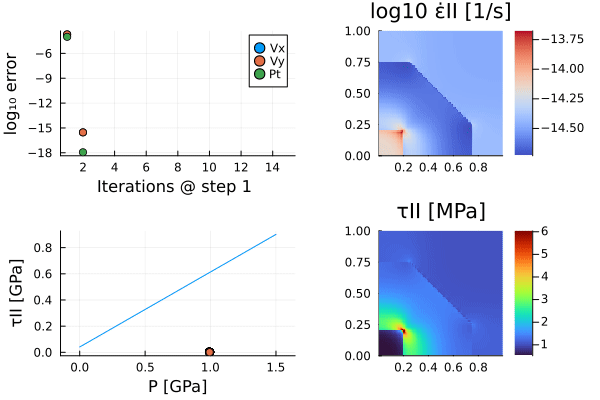 log₁₀ error
−6
−9
−12
−15
−18
2 4 6 8 10 12 14
Iterations @ step 1
Vx
Vy
Pt
log10 ε̇II [1/s]
1.00
0.75
0.50
0.25
0.00
0.2 0.4 0.6 0.8
−13.75
−14.00
−14.25
−14.50
τII [GPa]
0.8
0.6
0.4
0.2
0.0
0.0 0.5 1.0 1.5
P [GPa]
τII [MPa]
1.00
0.75
0.50
0.25
0.00
0.2 0.4 0.6 0.8
6
5
4
3
2
1